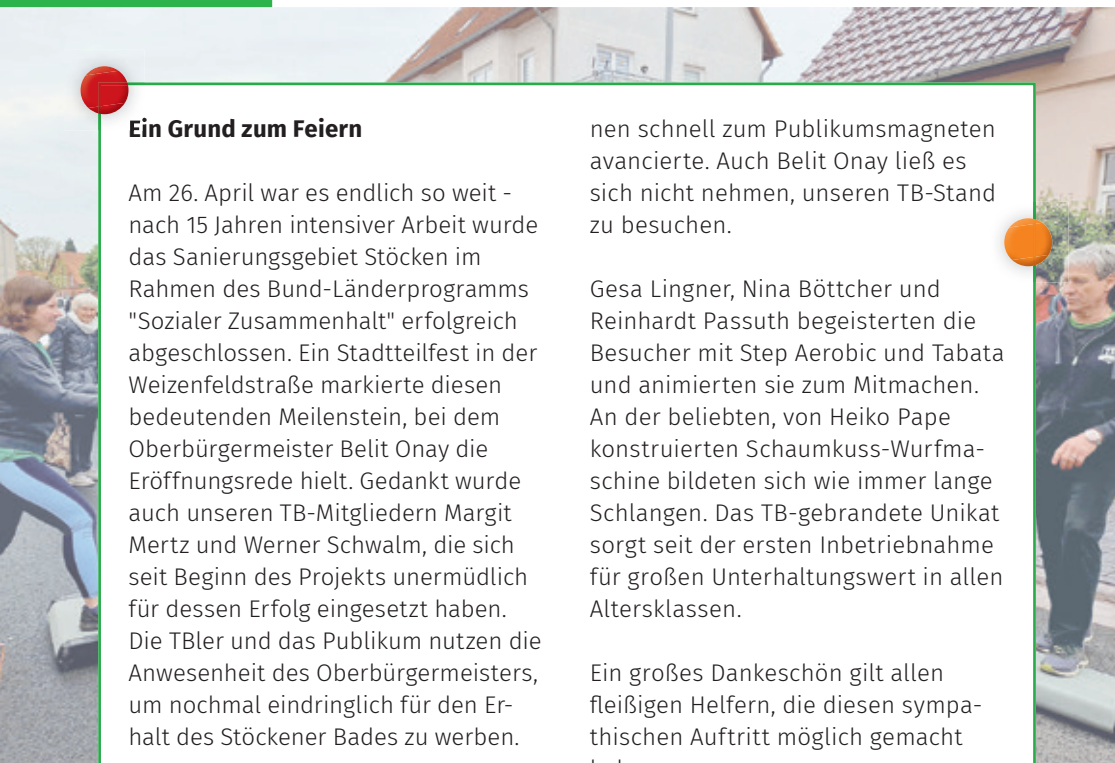 Ein Grund zum Feiern
Am 26. April war es endlich so weit -
nach 15 Jahren intensiver Arbeit wurde
das Sanierungsgebiet Stöcken im
Rahmen des Bund-Länderprogramms
"Sozialer Zusammenhalt" erfolgreich
abgeschlossen. Ein Stadtteilfest in der
Weizenfeldstraße markierte diesen
bedeutenden Meilenstein, bei dem
Oberbürgermeister Belit Onay die
Eröffnungsrede hielt. Gedankt wurde
auch unseren TB-Mitgliedern Margit
Mertz und Werner Schwalm, die sich
seit Beginn des Projekts unermüdlich
für dessen Erfolg eingesetzt haben.
Die TBler und das Publikum nutzen die
Anwesenheit des Oberbürgermeisters,
um nochmal eindringlich für den Er-
halt des Stöckener Bades zu werben.
nen schnell zum Publikumsmagneten
avancierte. Auch Belit Onay ließ es
sich nicht nehmen, unseren TB-Stand
zu besuchen.
Gesa Lingner, Nina Böttcher und
Reinhardt Passuth begeisterten die
Besucher mit Step Aerobic und Tabata
und animierten sie zum Mitmachen.
An der beliebten, von Heiko Pape
konstruierten Schaumkuss-Wurfma-
schine bildeten sich wie immer lange
Schlangen. Das TB-gebrandete Unikat
sorgt seit der ersten Inbetriebnahme
für großen Unterhaltungswert in allen
Altersklassen.
Ein großes Dankeschön gilt allen
fleißigen Helfern, die diesen sympa-
thischen Auftritt möglich gemacht